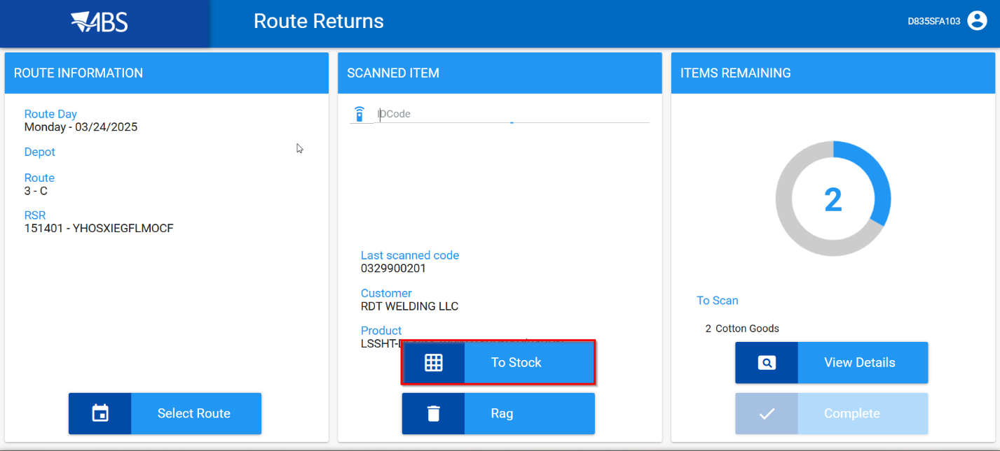 ABS
Route Returns
D835SFA103
ROUTE INFORMATION
Route Day
Monday - 03/24/2025
Depot
Route
3 - C
RSR
151401 - YHOSXIEGFLMOCF
Select Route
SCANNED ITEM
IDCode
Last scanned code
0329900201
Customer
RDT WELDING LLC
Product
To Stock
Rag
ITEMS REMAINING
2
To Scan
2 Cotton Goods
View Details
Complete